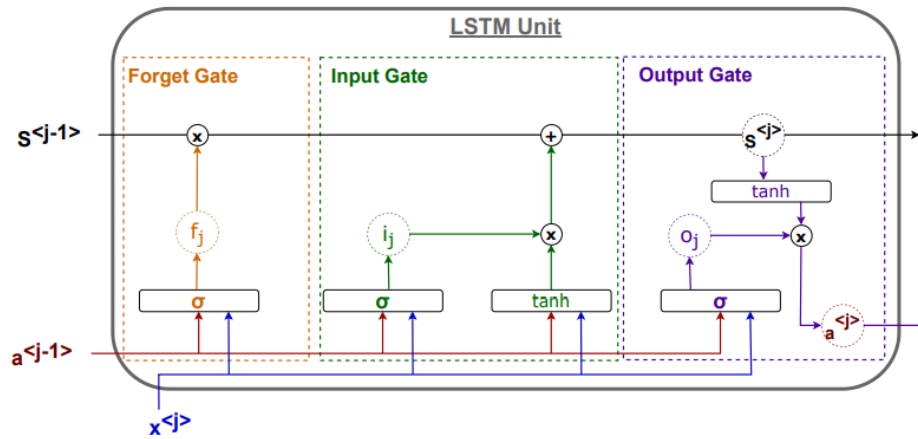 LSTM Unit
Forget Gate
Input Gate
Output Gate
S<j-1>
x
+
S<j>
tanh
f_j
i_j
x
o_j
x
σ
σ
tanh
σ
a<j>
a<j-1>
x<j>